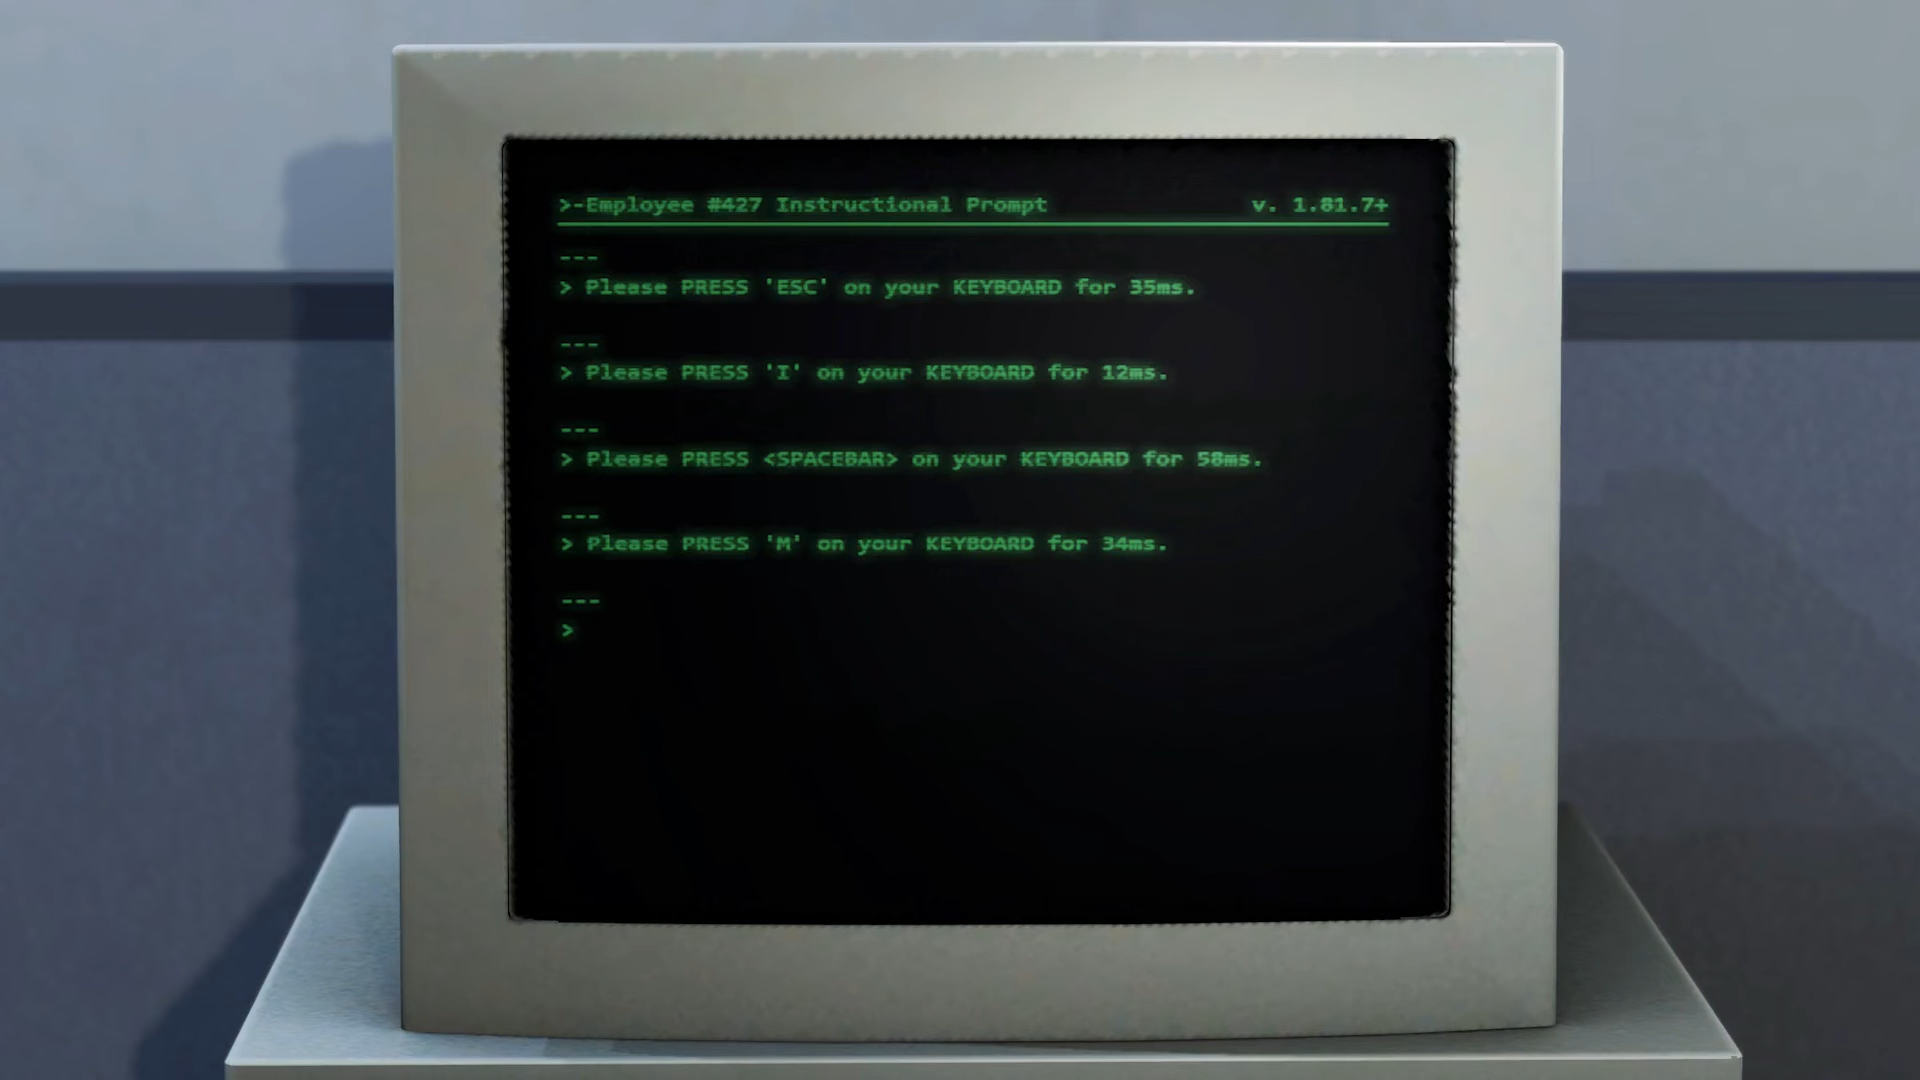 >-Employee #427 Instructional Prompt v. 1.81.7+
---
> Please PRESS 'ESC' on your KEYBOARD for 35ms.
---
> Please PRESS 'I' on your KEYBOARD for 12ms.
---
> Please PRESS <SPACEBAR> on your KEYBOARD for 58ms.
---
> Please PRESS 'M' on your KEYBOARD for 34ms.
---
>